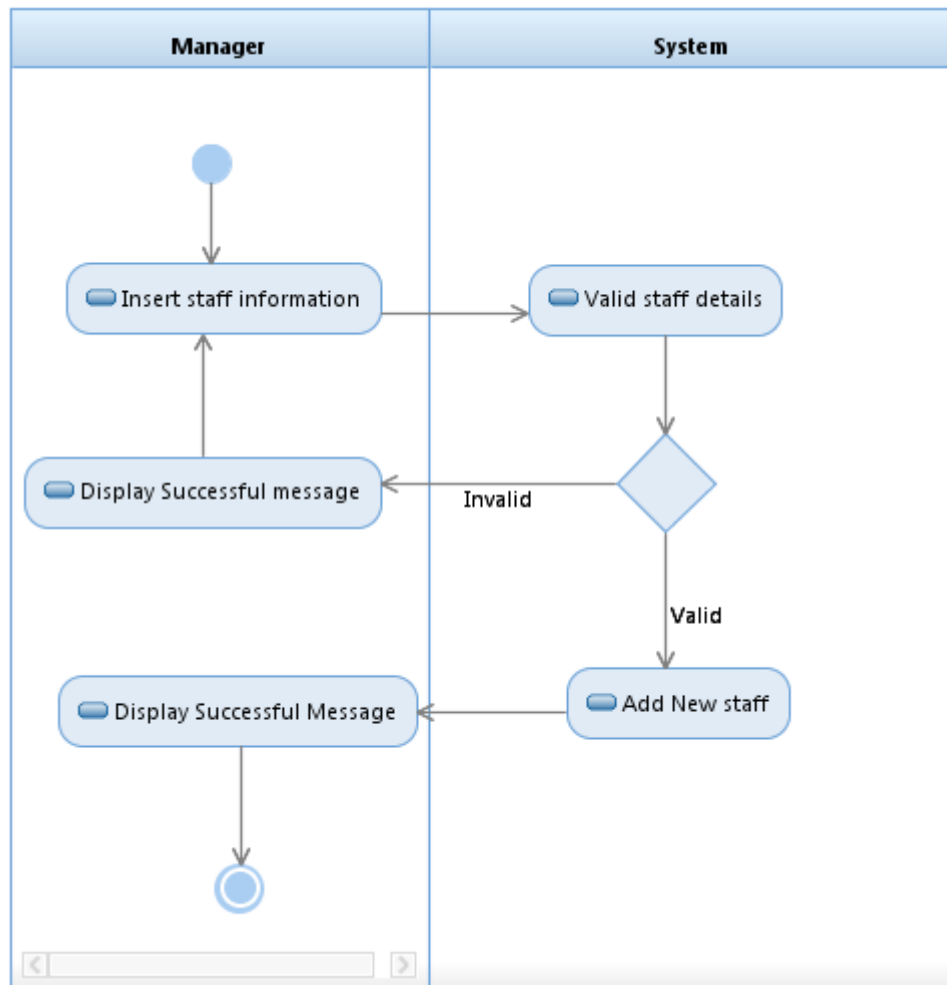 Manager
System
Insert staff information
Valid staff details
Display Successful message
Invalid
Valid
Display Successful Message
Add New staff